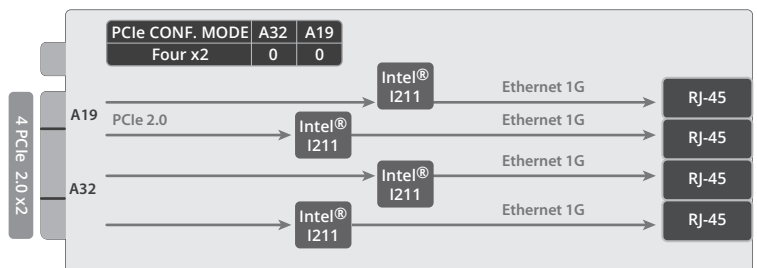 PCIe CONF. MODE A32 A19
Four x2 0 0
Intel®
I211
Ethernet 1G
RJ-45
A19
PCIe 2.0
Intel®
I211
Ethernet 1G
RJ-45
4 PCIe 2.0 x2
Intel®
I211
Ethernet 1G
RJ-45
A32
Intel®
I211
Ethernet 1G
RJ-45